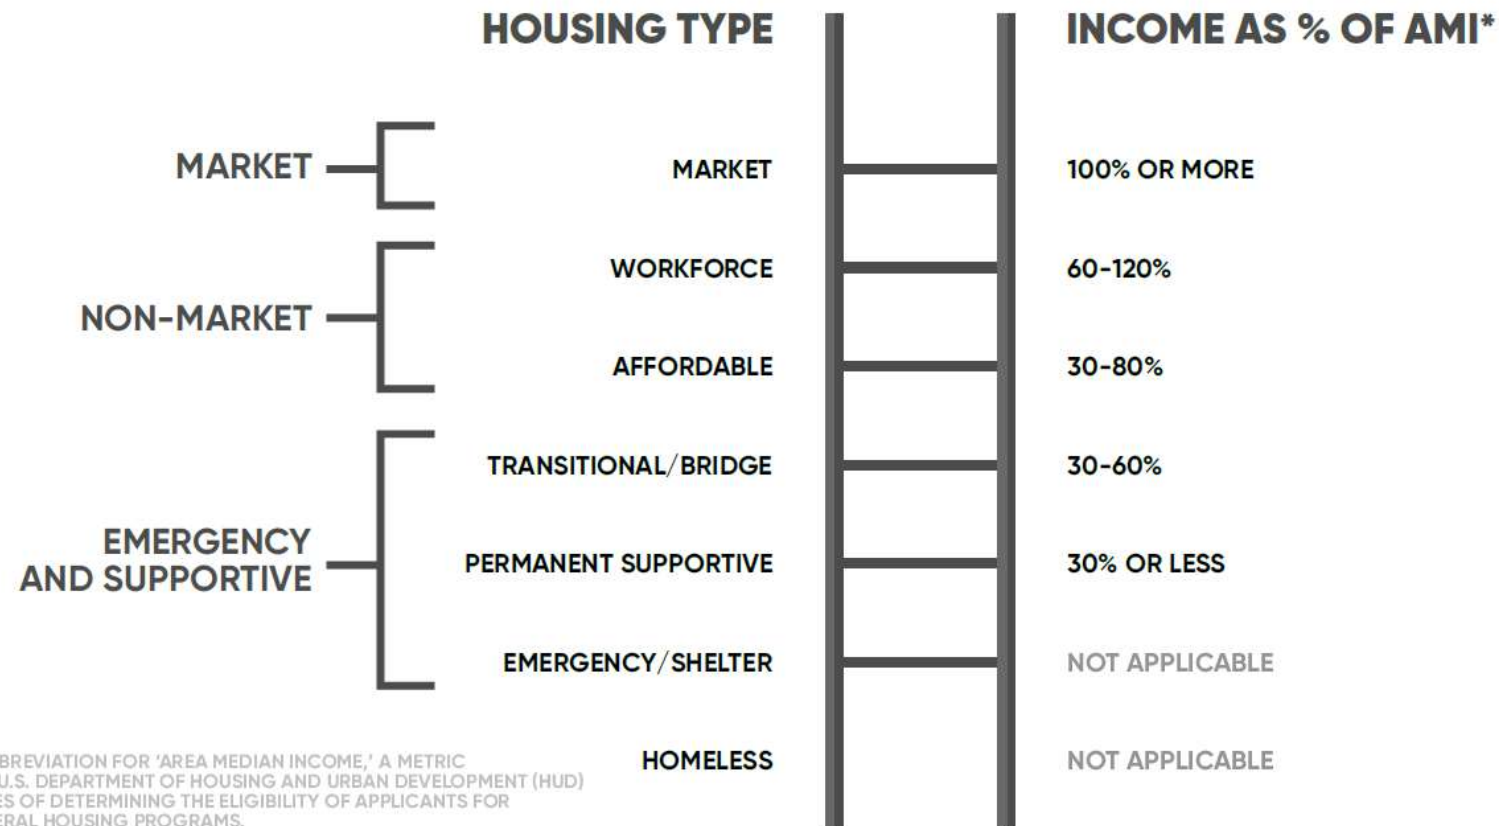 HOUSING TYPE
INCOME AS % OF AMI*
MARKET
MARKET
100% OR MORE
WORKFORCE
60-120%
NON-MARKET
AFFORDABLE
30-80%
TRANSITIONAL/BRIDGE
30-60%
EMERGENCY
AND SUPPORTIVE
PERMANENT SUPPORTIVE
30% OR LESS
EMERGENCY/SHELTER
NOT APPLICABLE
HOMELESS
NOT APPLICABLE
FOR 'AREA MEDIAN INCOME,' A METRIC
U.S. DEPARTMENT OF HOUSING AND URBAN DEVELOPMENT (HUD)
OF DETERMINING THE ELIGIBILITY OF APPLICANTS FOR
HOUSING PROGRAMS.